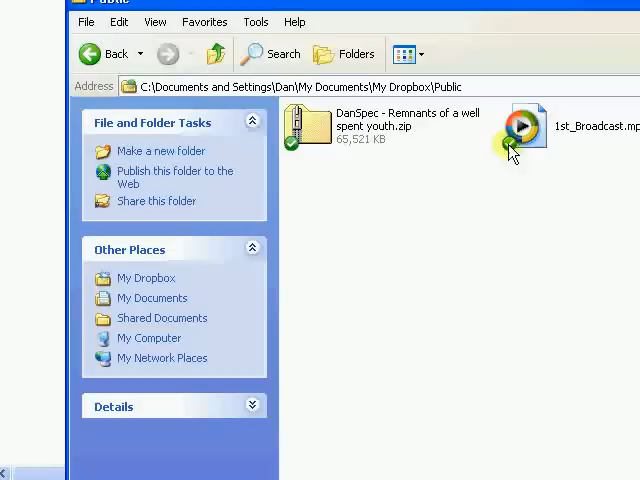 Public
File Edit View Favorites Tools Help
Back Search Folders
Address C:\Documents and Settings\Dan\My Documents\My Dropbox\Public
File and Folder Tasks
Make a new folder
Publish this folder to the
Web
Share this folder
Other Places
My Dropbox
My Documents
Shared Documents
My Computer
My Network Places
Details
DanSpec - Remnants of a well
spent youth.zip
65,521 KB
1st_Broadcast.mp